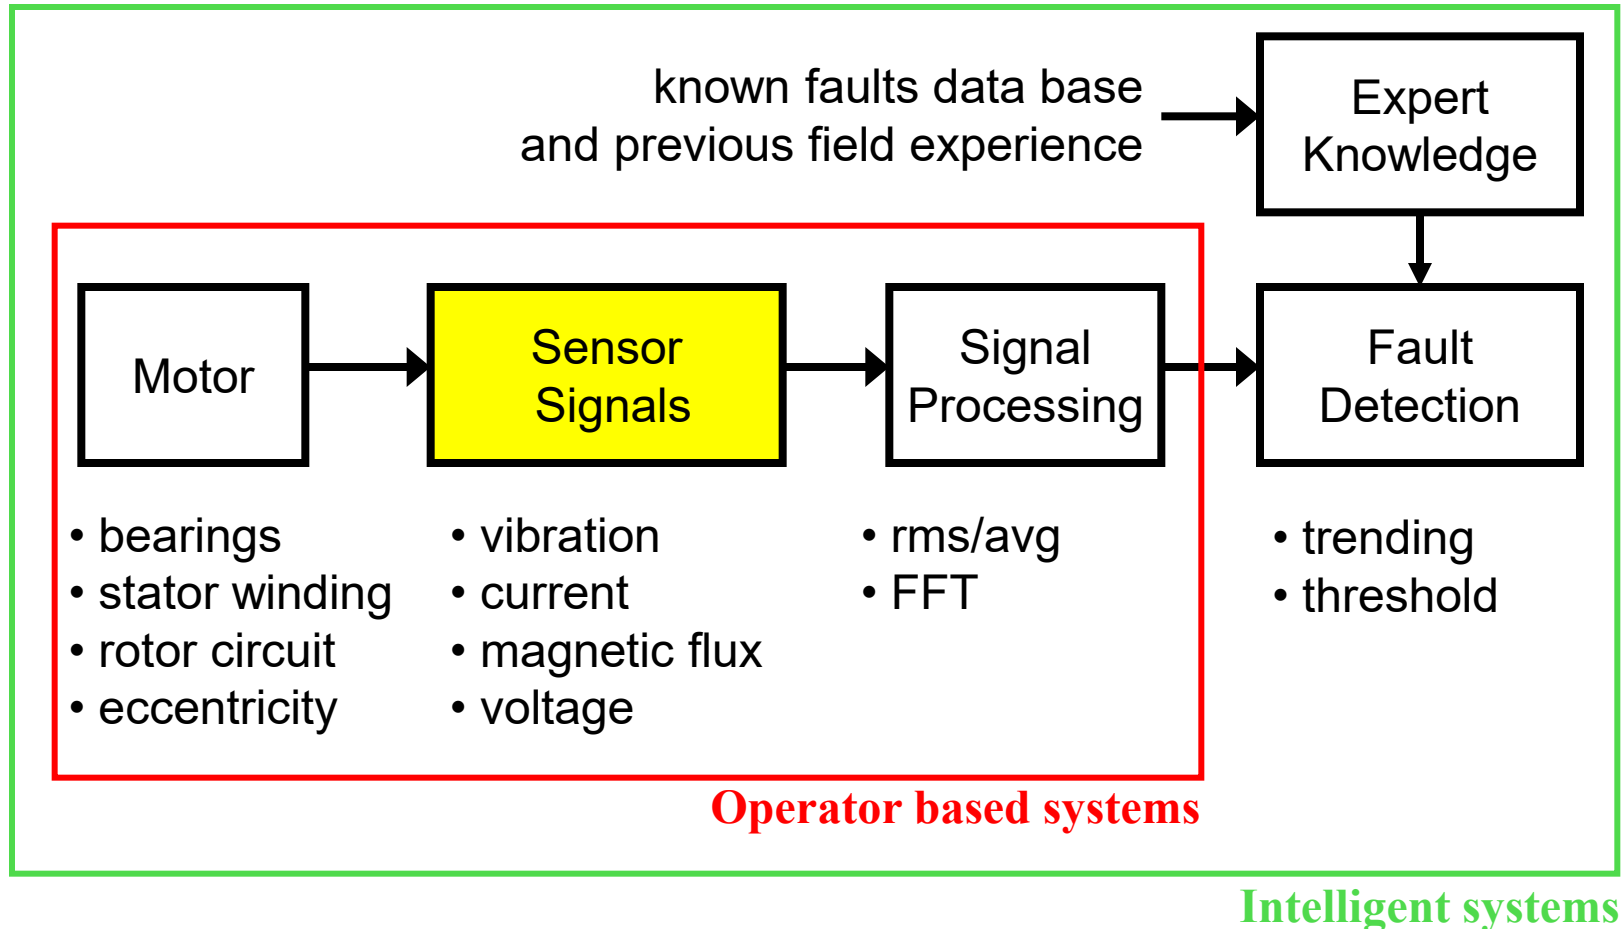 known faults data base
and previous field experience
Expert
Knowledge
Motor
Sensor
Signals
Signal
Processing
Fault
Detection
• bearings
• stator winding
• rotor circuit
• eccentricity
• vibration
• current
• magnetic flux
• voltage
• rms/avg
• FFT
• trending
• threshold
Operator based systems
Intelligent systems